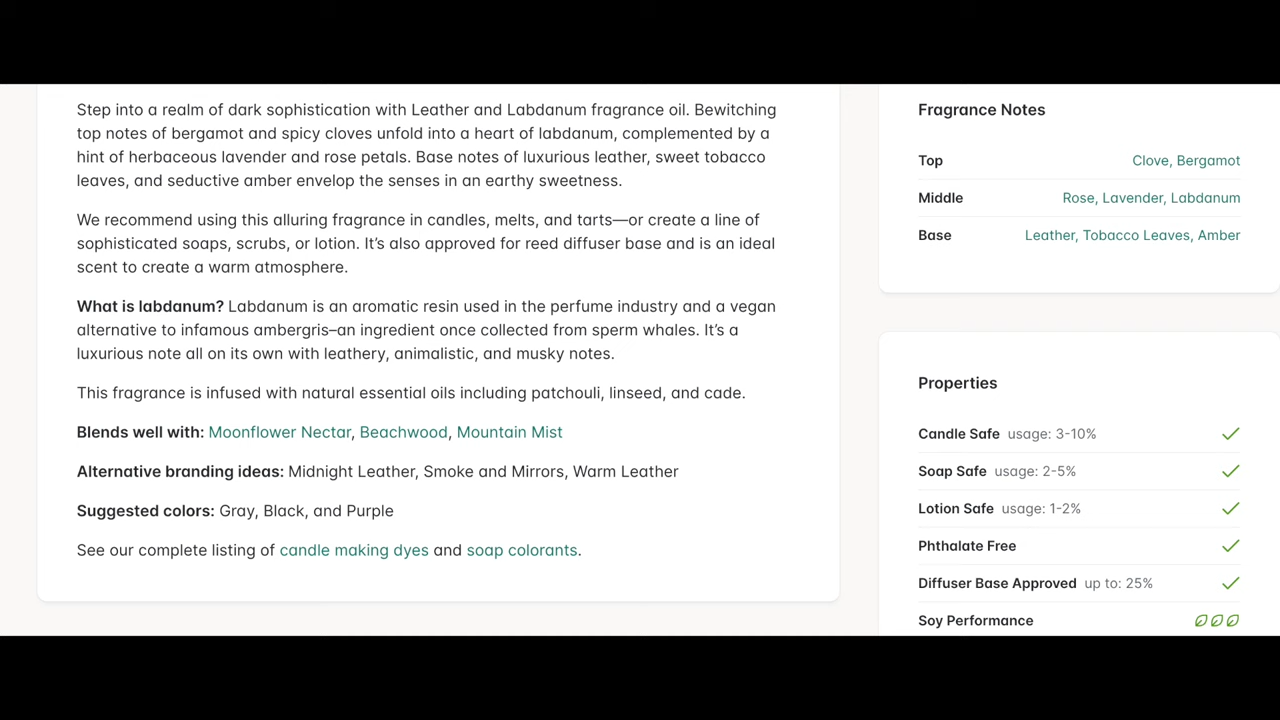 Step into a realm of dark sophistication with Leather and Labdanum fragrance oil. Bewitching
top notes of bergamot and spicy cloves unfold into a heart of labdanum, complemented by a
hint of herbaceous lavender and rose petals. Base notes of luxurious leather, sweet tobacco
leaves, and seductive amber envelop the senses in an earthy sweetness.
We recommend using this alluring fragrance in candles, melts, and tarts—or create a line of
sophisticated soaps, scrubs, or lotion. It’s also approved for reed diffuser base and is an ideal
scent to create a warm atmosphere.
What is labdanum? Labdanum is an aromatic resin used in the perfume industry and a vegan
alternative to infamous ambergris–an ingredient once collected from sperm whales. It’s a
luxurious note all on its own with leathery, animalistic, and musky notes.
This fragrance is infused with natural essential oils including patchouli, linseed, and cade.
Blends well with: Moonflower Nectar, Beachwood, Mountain Mist
Alternative branding ideas: Midnight Leather, Smoke and Mirrors, Warm Leather
Suggested colors: Gray, Black, and Purple
See our complete listing of candle making dyes and soap colorants.
Fragrance Notes
Top Clove, Bergamot
Middle Rose, Lavender, Labdanum
Base Leather, Tobacco Leaves, Amber
Properties
Candle Safe usage: 3-10%
Soap Safe usage: 2-5%
Lotion Safe usage: 1-2%
Phthalate Free
Diffuser Base Approved up to: 25%
Soy Performance